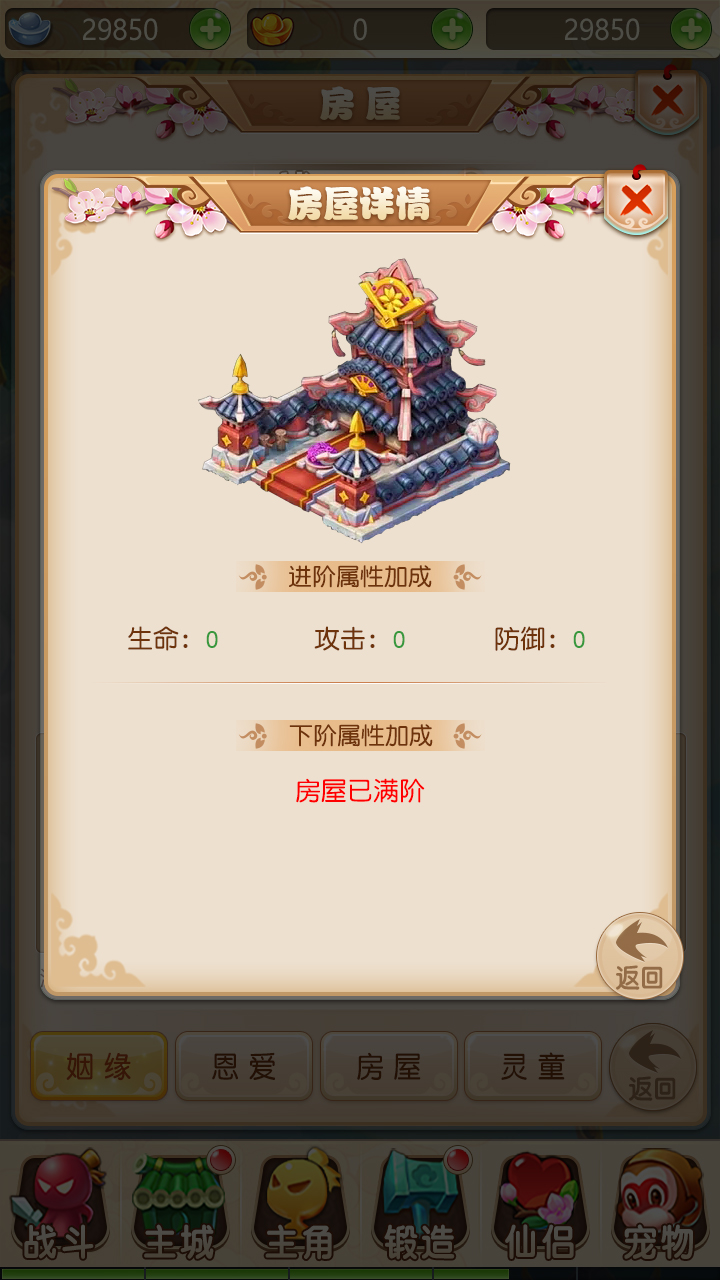 29850 0 29850
房屋
房屋详情
进阶属性加成
生命：0 攻击：0 防御：0
下阶属性加成
房屋已满阶
返回
姻缘 恩爱 房屋 灵童 返回
战斗 主城 主角 锻造 仙侣 宠物